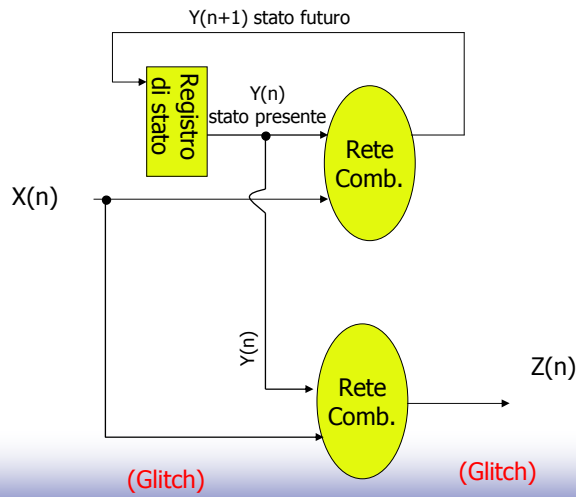 Y(n+1) stato futuro
Registro
di stato
Y(n)
stato presente
Rete
Comb.
X(n)
Y(n)
Rete
Comb.
Z(n)
(Glitch)
(Glitch)